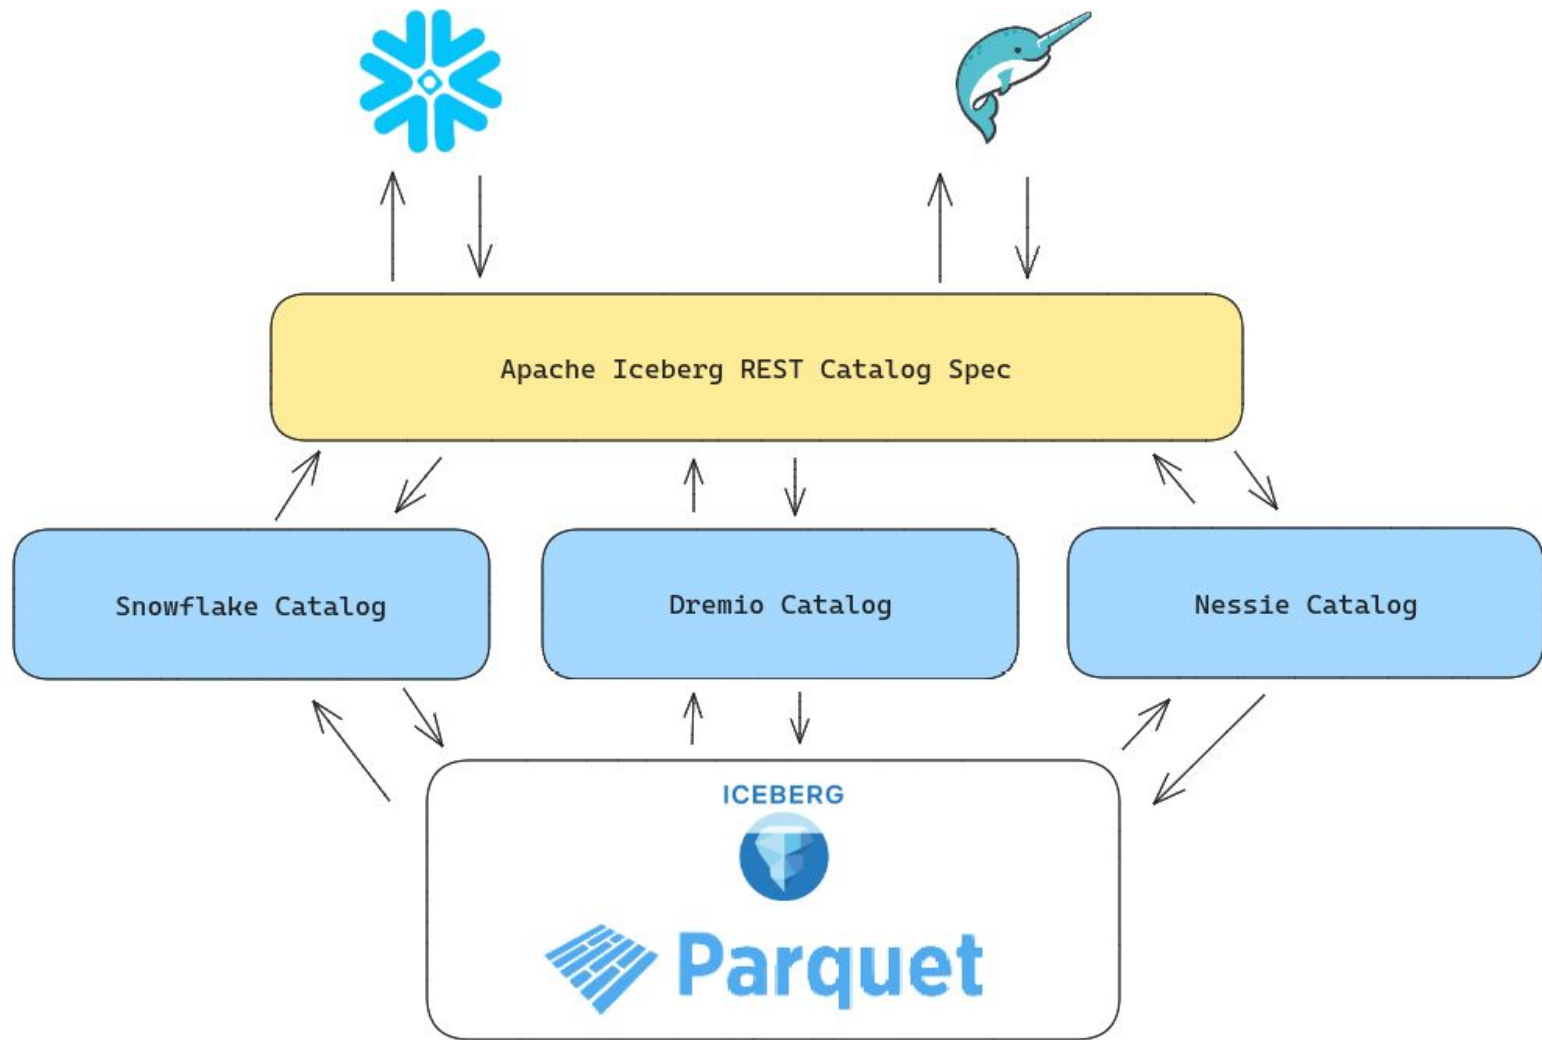 Apache Iceberg REST Catalog Spec
Snowflake Catalog
Dremio Catalog
Nessie Catalog
ICEBERG
Parquet